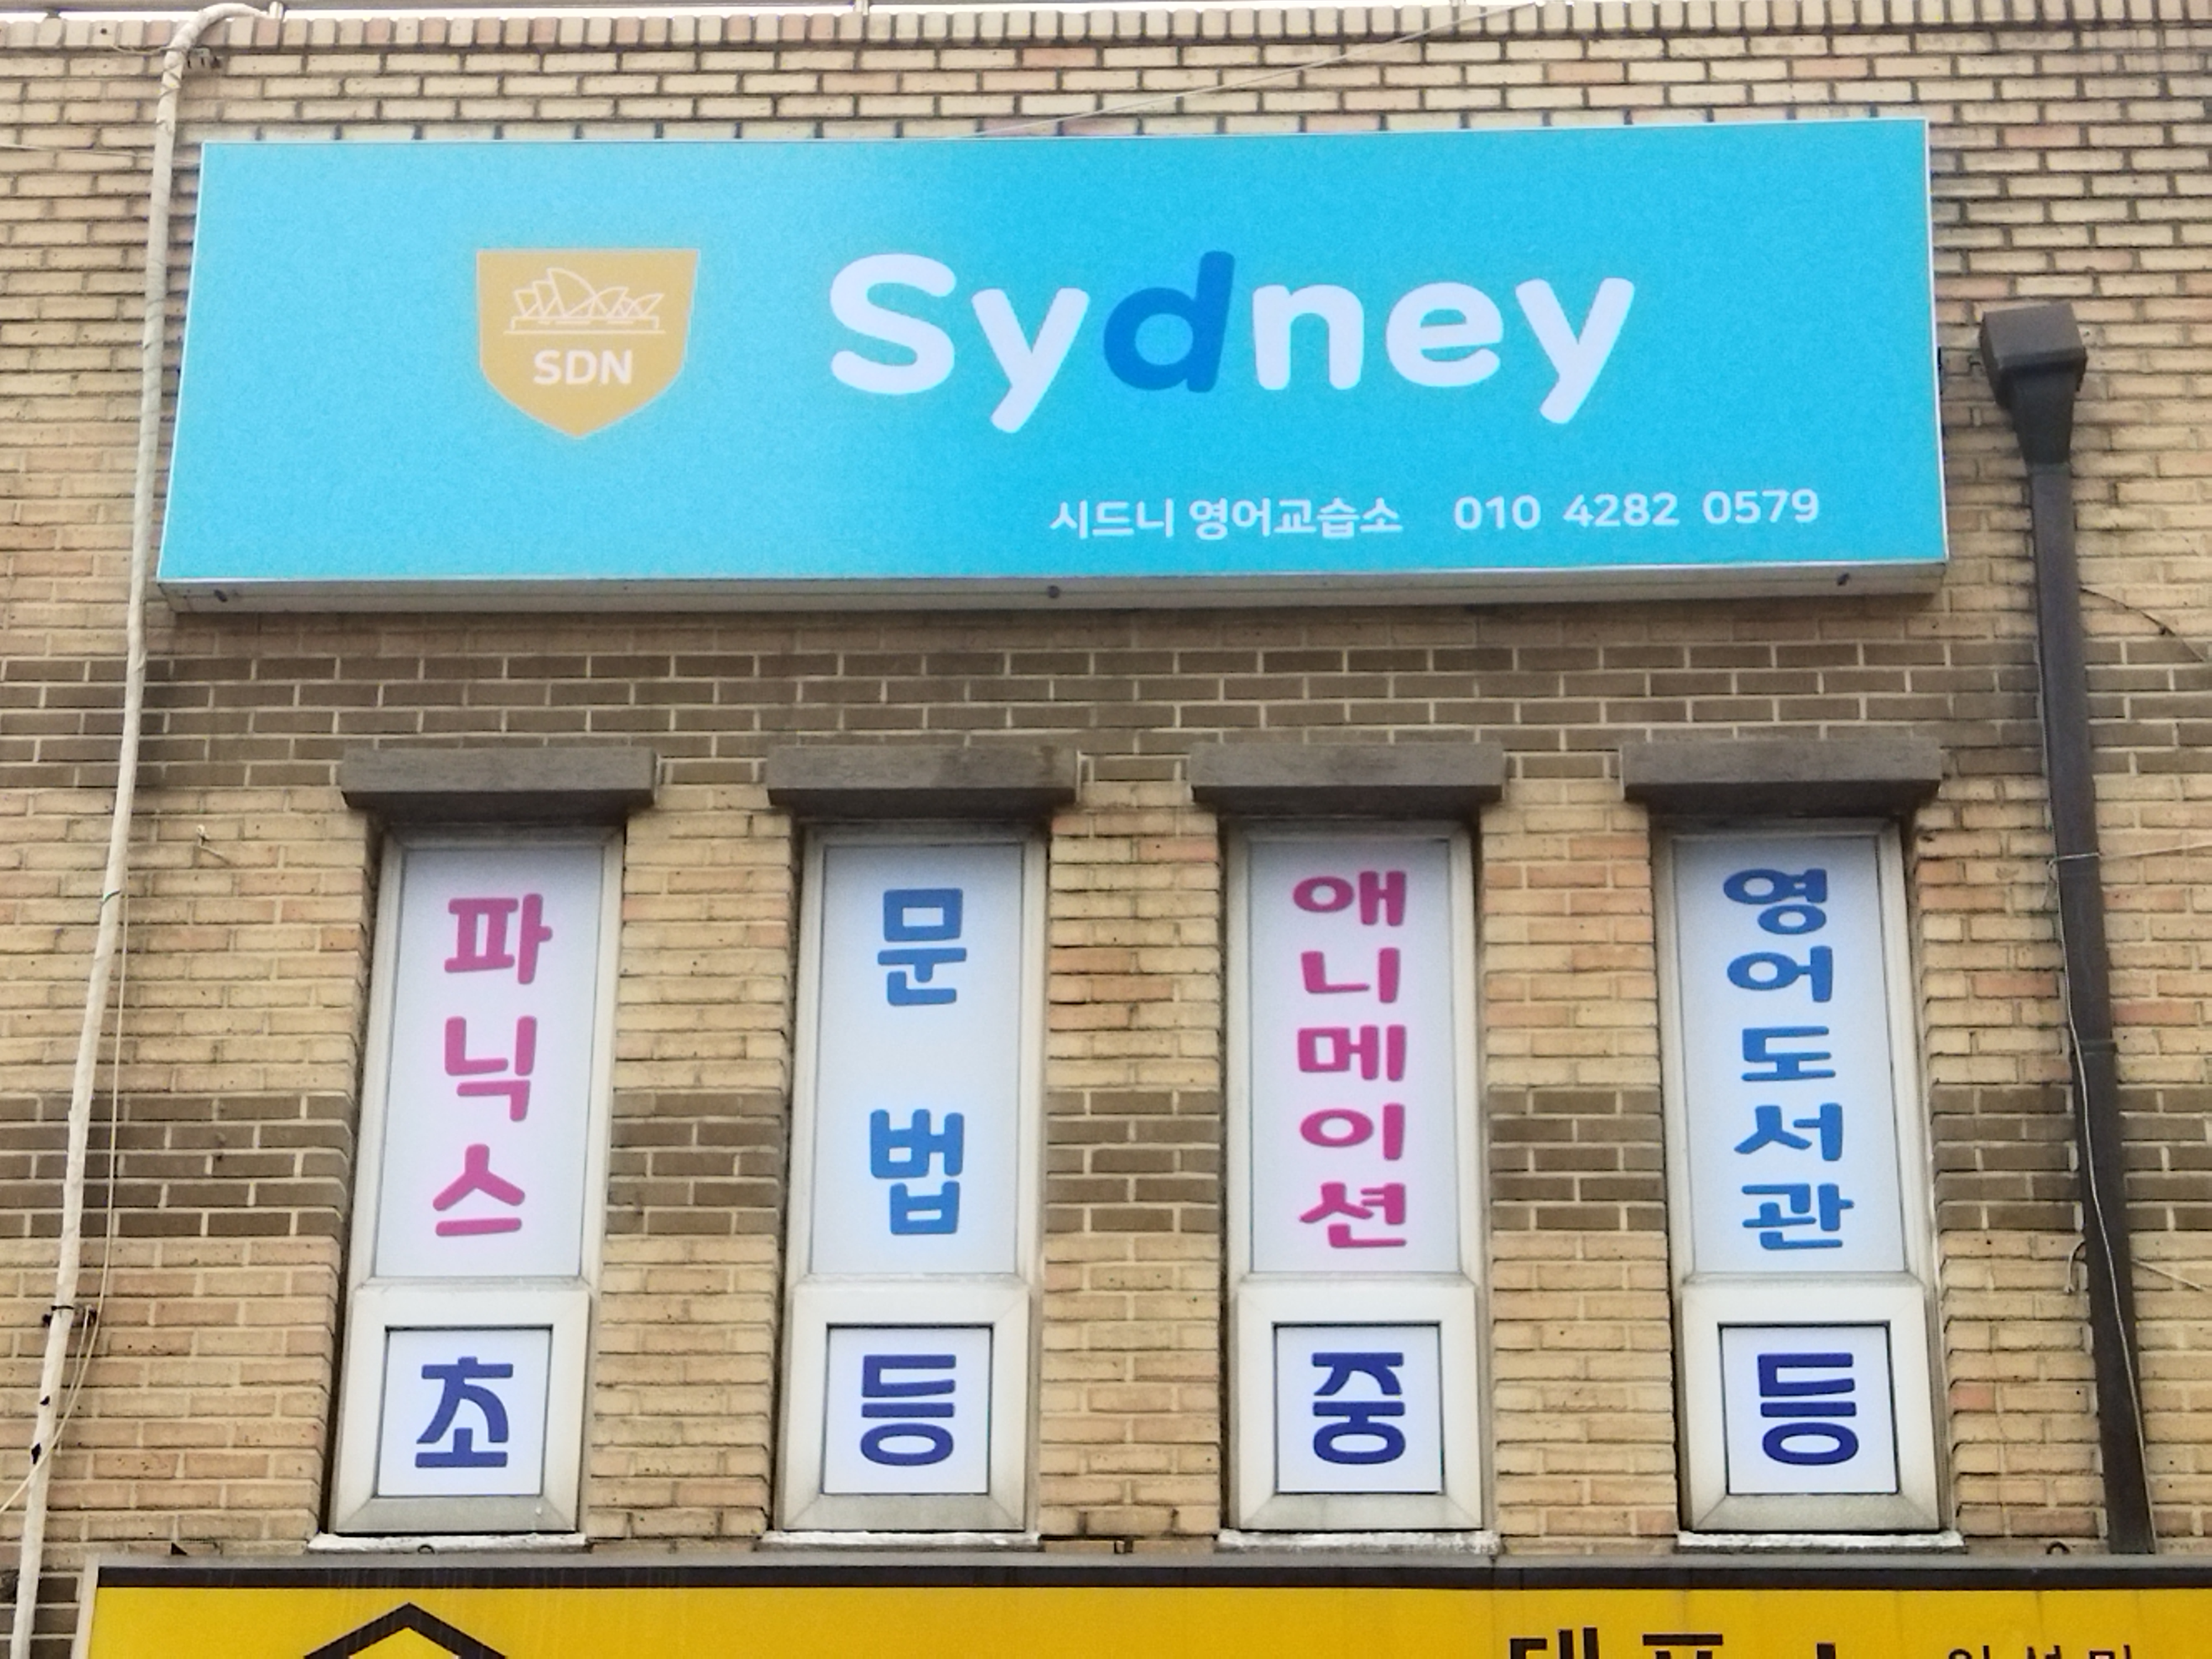 SDN
Sydney
시드니 영어교습소 010 4282 0579
파닉스
문법
애니메이션
영어도서관
초등중등